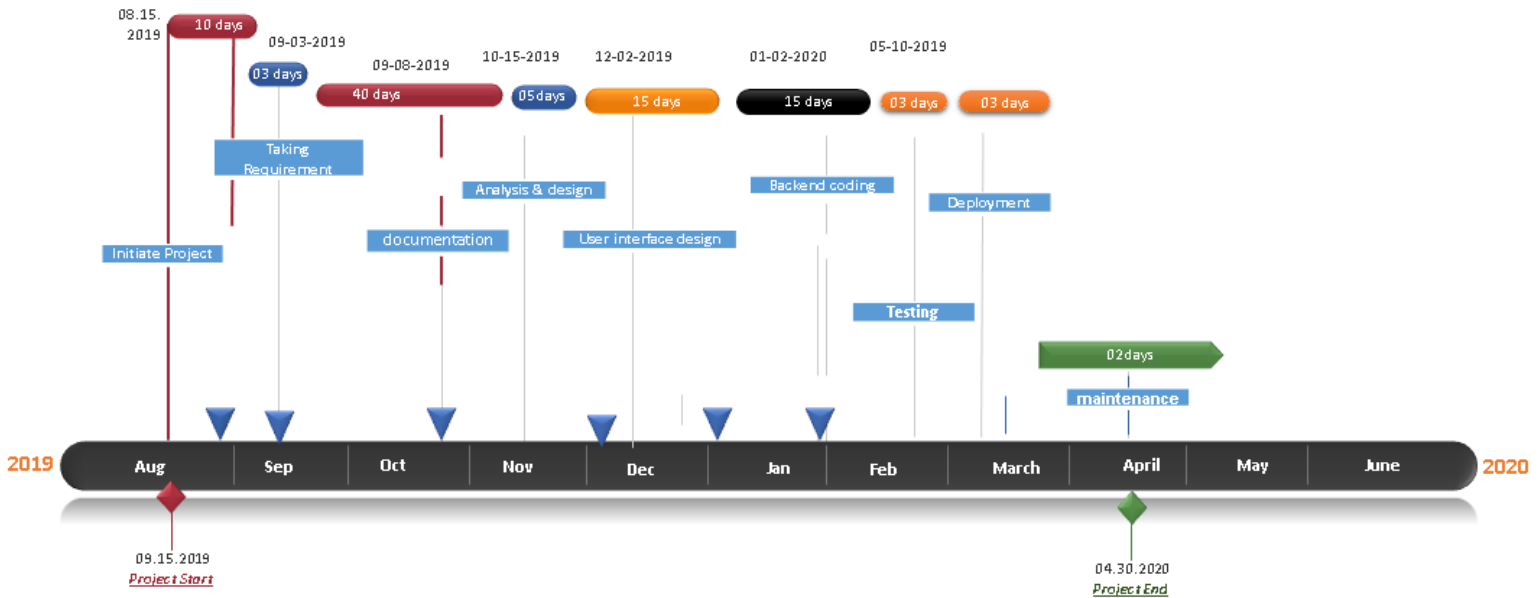 08.15.
2019
10 days
09-03-2019
03 days
09-08-2019
40 days
10-15-2019
05days
12-02-2019
15 days
01-02-2020
15 days
05-10-2019
03 days
03 days
Taking
Requirement
Analysis & design
Backend coding
Deployment
Initiate Project
documentation
User interface design
Testing
02days
maintenance
2019
Aug
Sep
Oct
Nov
Dec
Jan
Feb
March
April
May
June
2020
09.15.2019
Project Start
04.30.2020
Project End